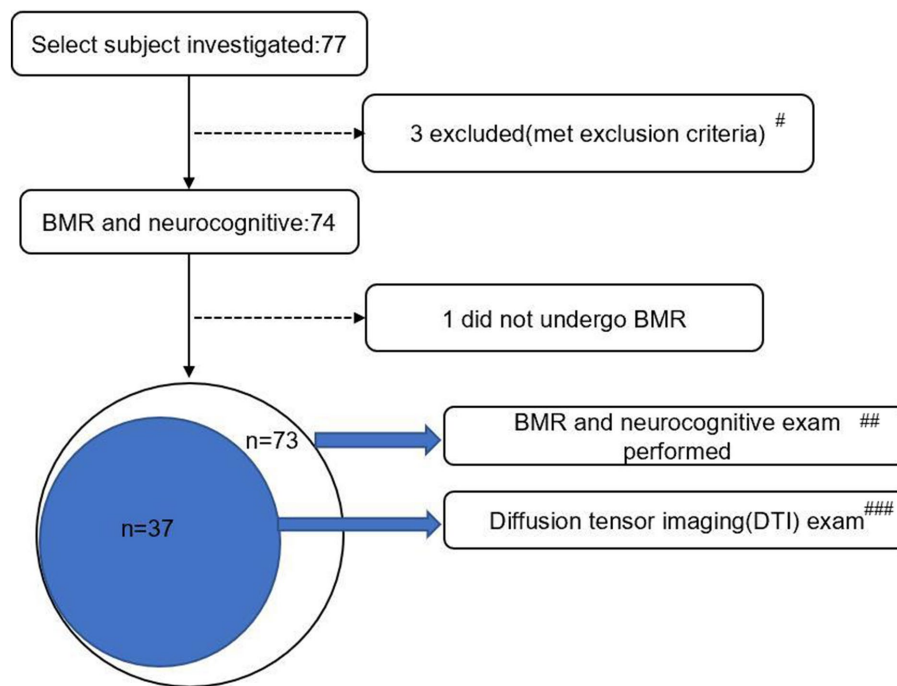 Select subject investigated:77
3 excluded(met exclusion criteria) #
BMR and neurocognitive:74
1 did not undergo BMR
n=73
BMR and neurocognitive exam ##
performed
n=37
Diffusion tensor imaging(DTI) exam###